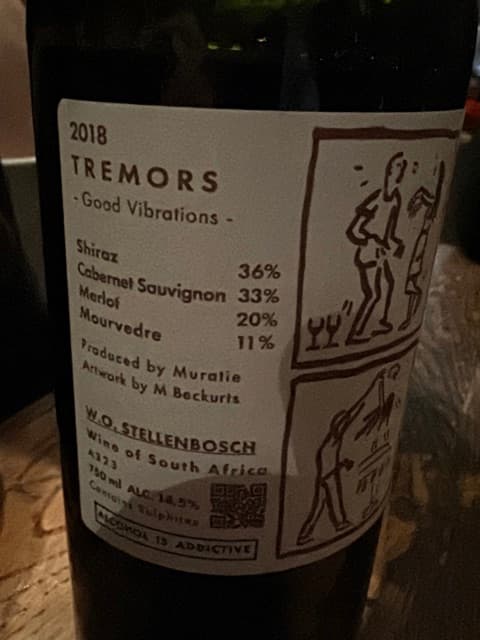 2018
TREMORS
- Good Vibrations -
Shiraz 36%
Cabernet Sauvignon 33%
Merlot 20%
Mourvedre 11%
Produced by Muratie
Artwork by M Beckurts
W.O. STELLENBOSCH
Wine of South Africa
A323
750 ml ALC. 14,5%
Contains Sulphites
ALCOHOL IS ADDICTIVE